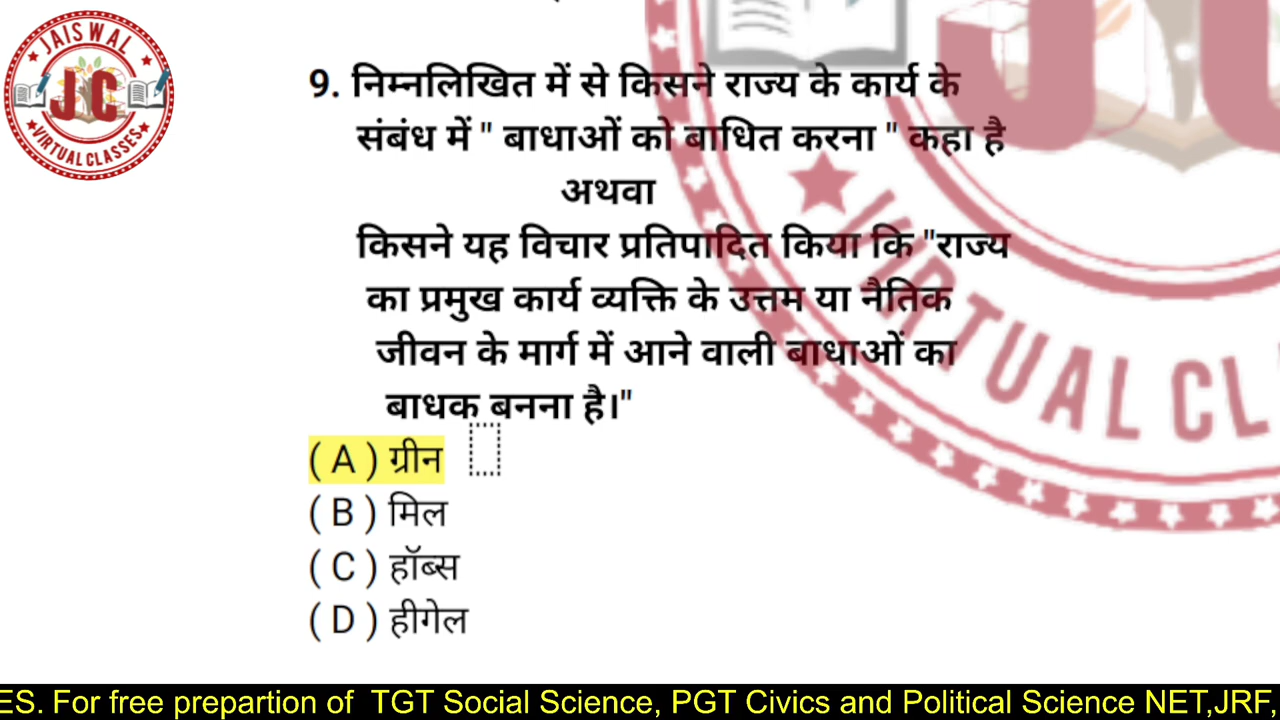 JAISWAL
JC
VIRTUAL CLASSES
9. निम्नलिखित में से किसने राज्य के कार्य के
संबंध में " बाधाओं को बाधित करना " कहा है
अथवा
किसने यह विचार प्रतिपादित किया कि "राज्य
का प्रमुख कार्य व्यक्ति के उत्तम या नैतिक
जीवन के मार्ग में आने वाली बाधाओं का
बाधक बनना है।"
( A ) ग्रीन
( B ) मिल
( C ) हॉब्स
( D ) हीगेल
VIRTUAL CL
ES. For free prepartion of TGT Social Science, PGT Civics and Political Science NET,JRF,